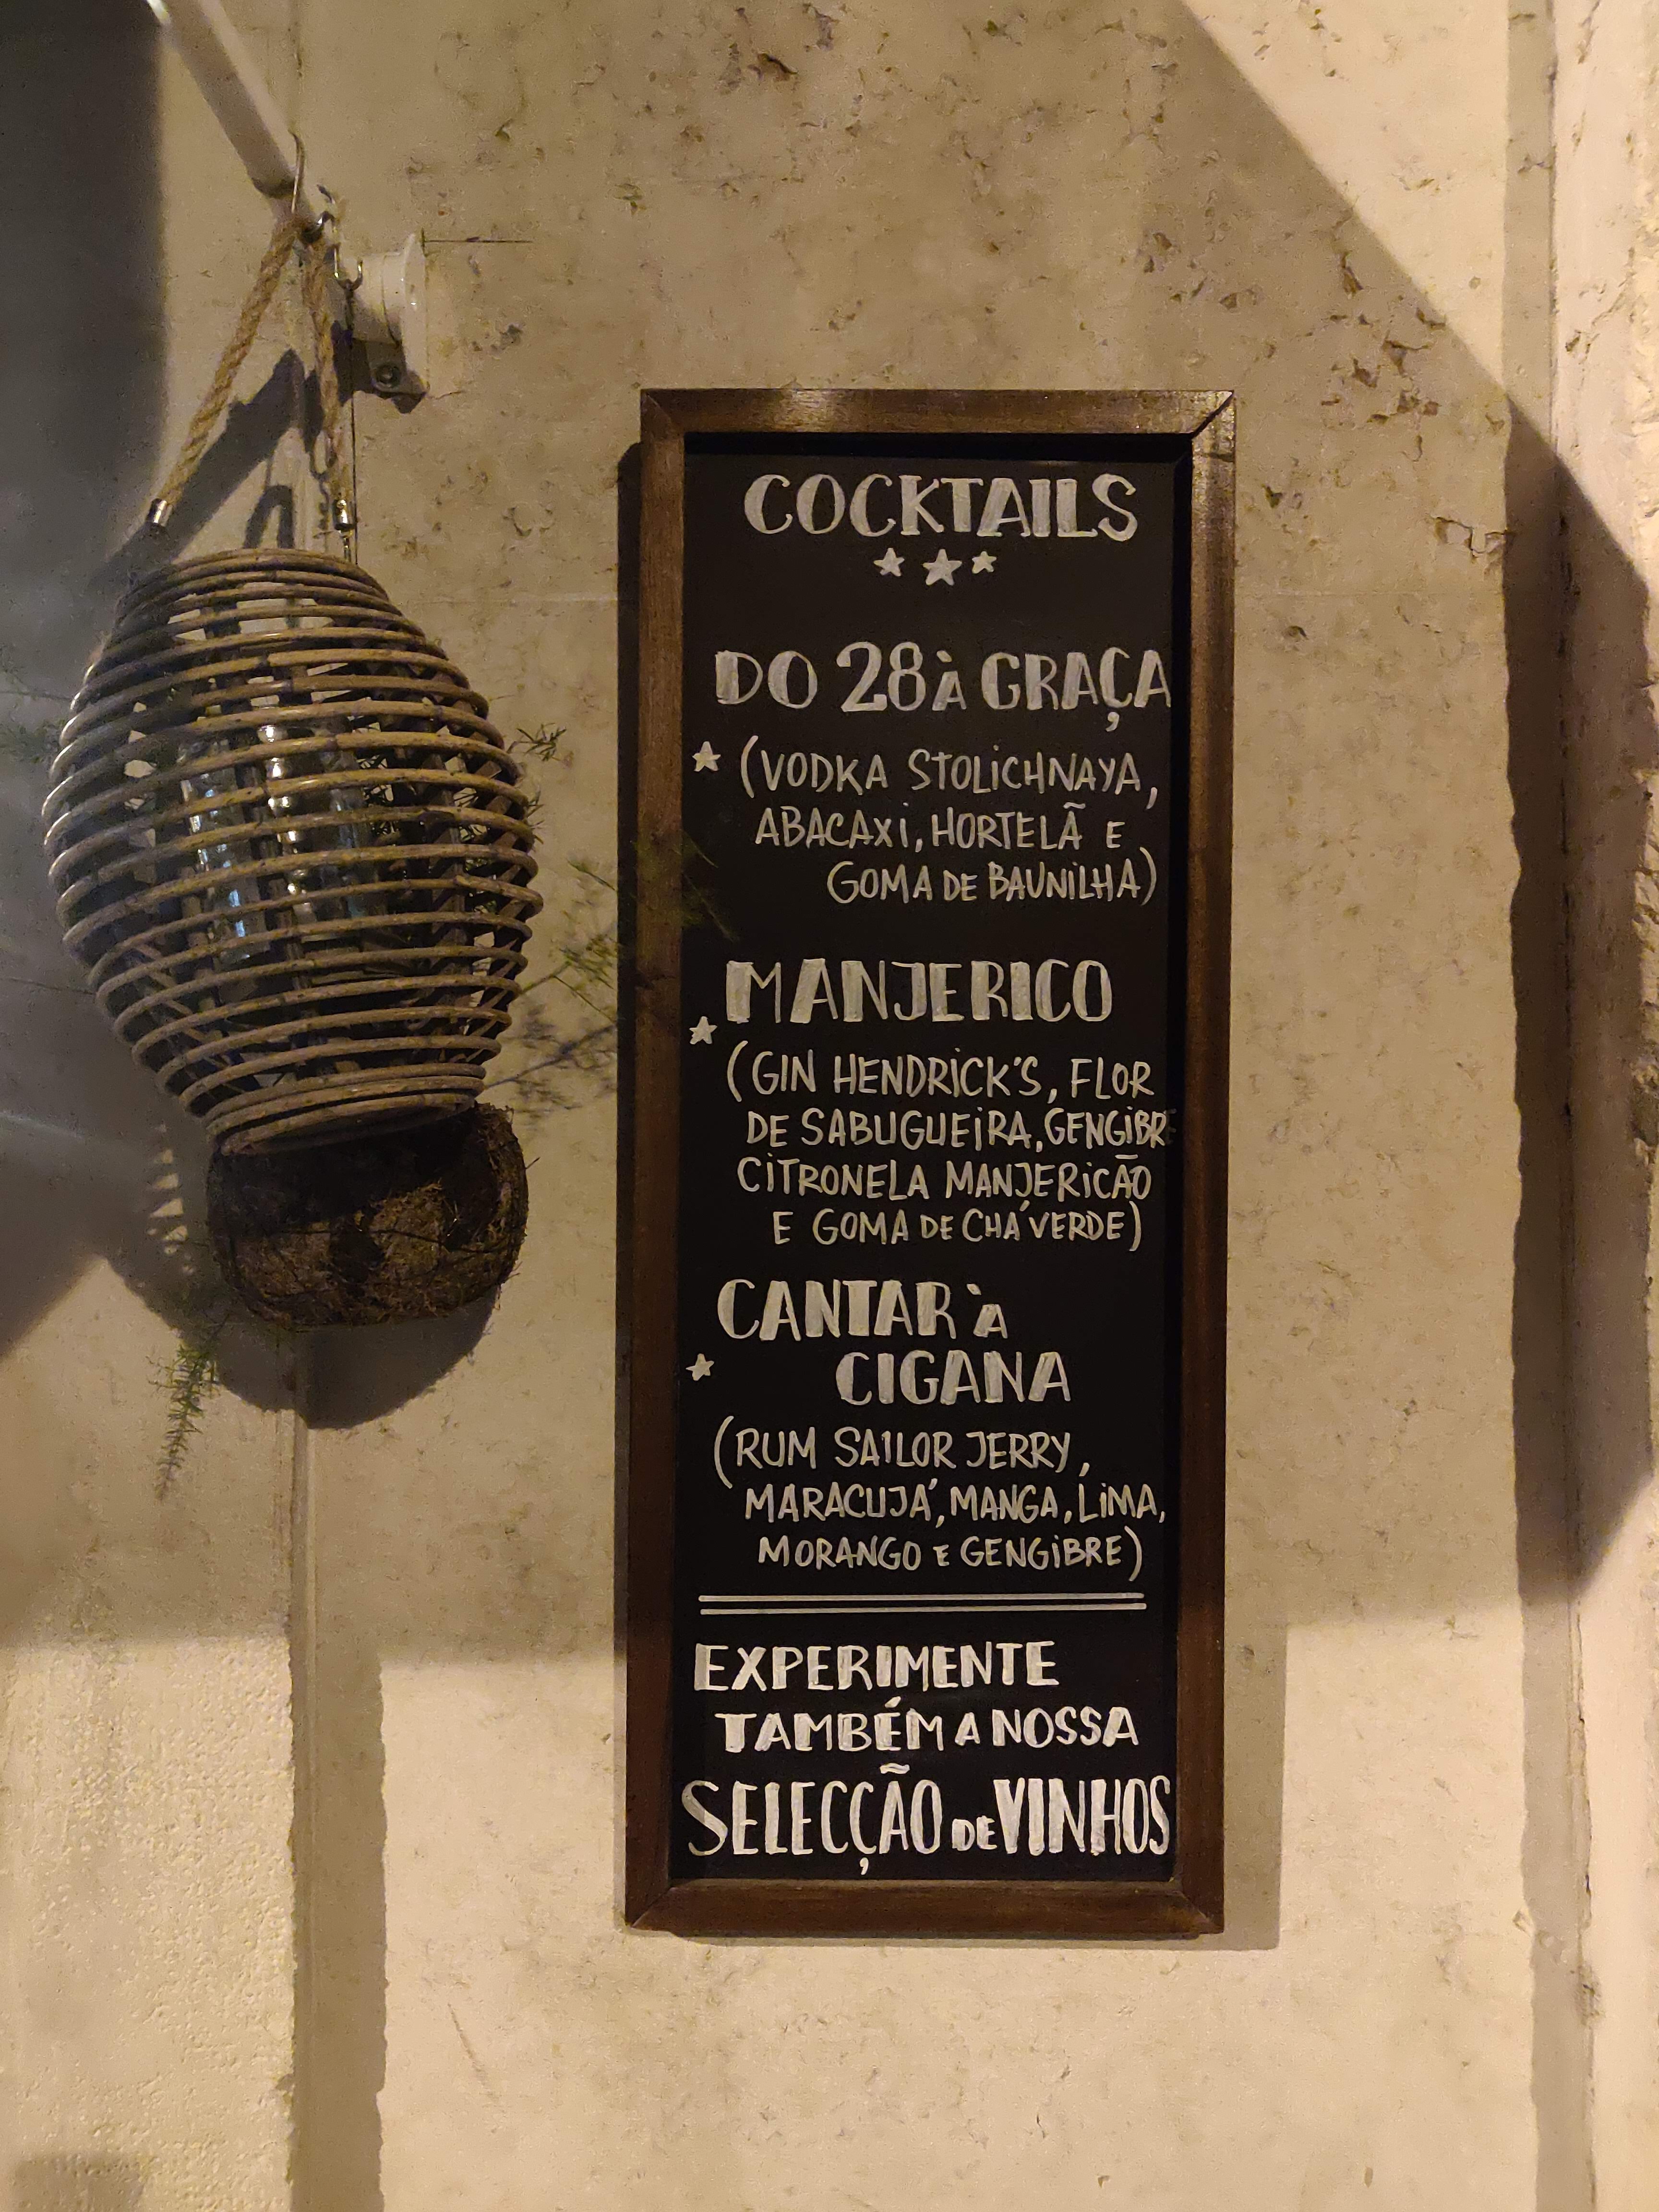 COCKTAILS
DO 28 À GRAÇA
(VODKA STOLICHNAYA,
ABACAXI, HORTELÃ E
GOMA DE BAUNILHA)
MANJERICO
(GIN HENDRICK'S, FLOR
DE SABUGUEIRA, GENGIBRE
CITRONELA MANJERICÃO
E GOMA DE CHÁ VERDE)
CANTAR À
CIGANA
(RUM SAILOR JERRY,
MARACUJÁ, MANGA, LIMA,
MORANGO E GENGIBRE)
EXPERIMENTE
TAMBÉM A NOSSA
SELECÇÃO DE VINHOS